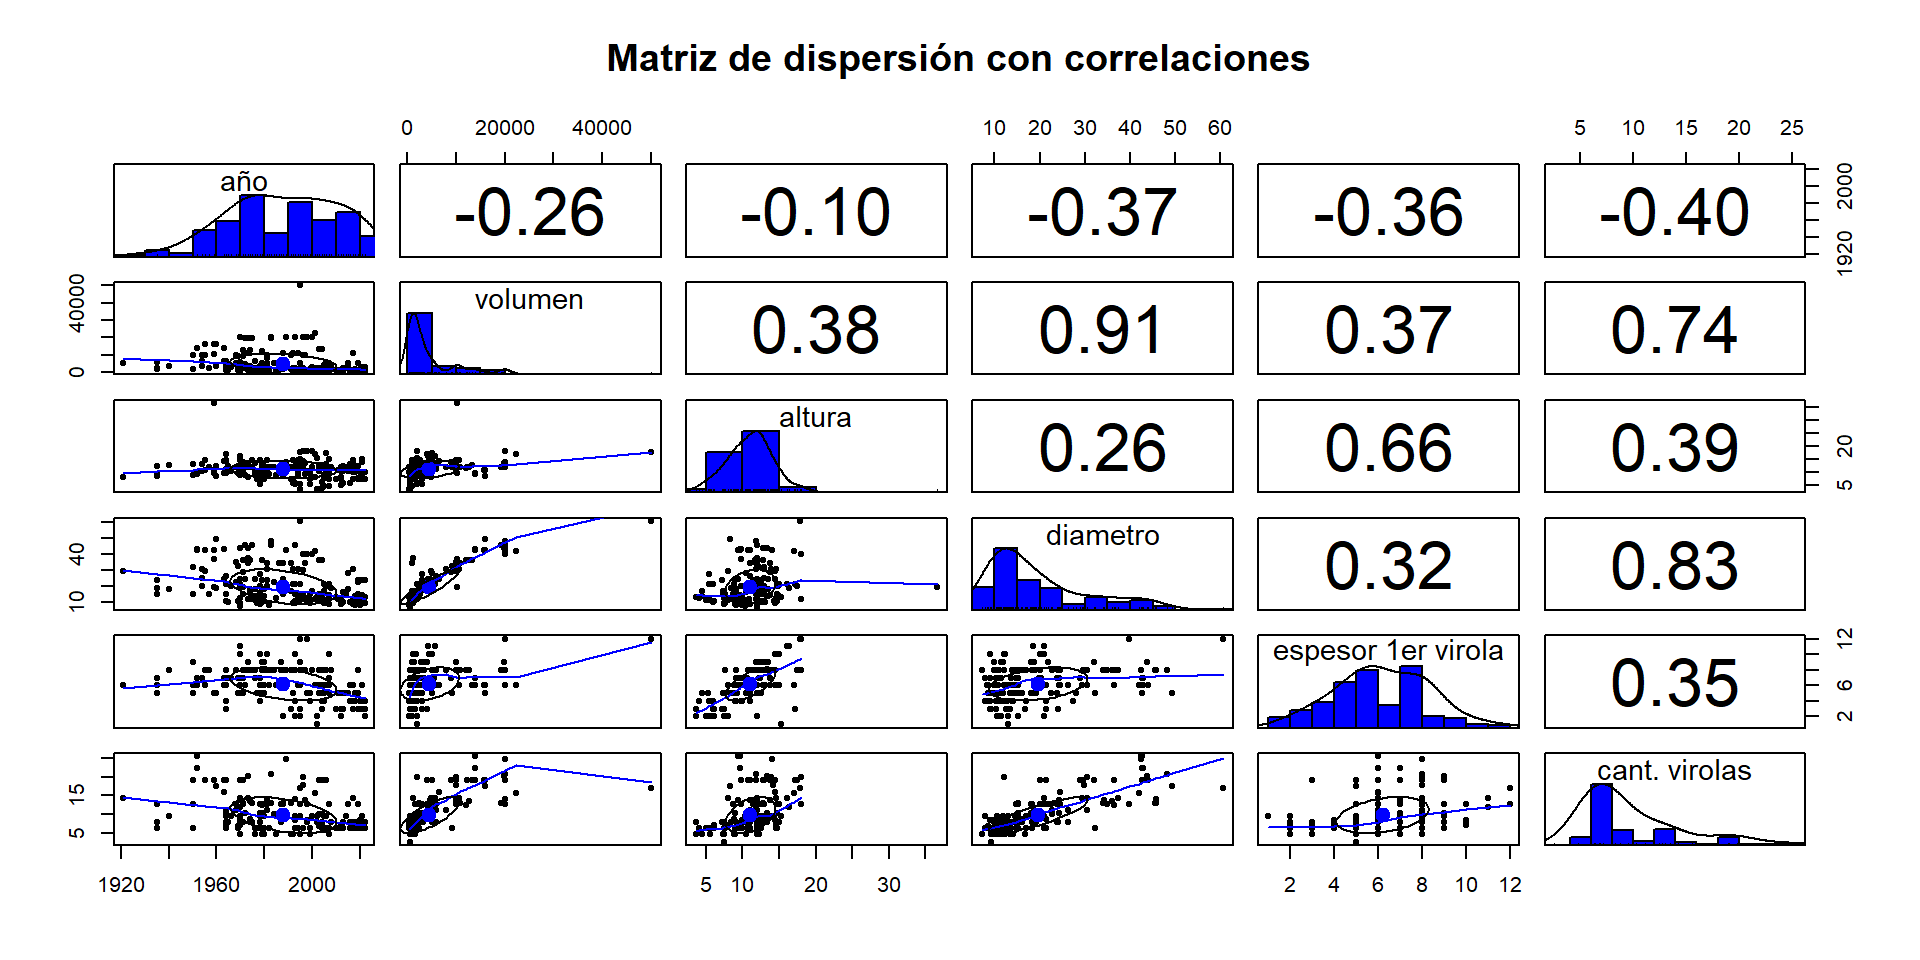 Matriz de dispersión con correlaciones
0 20000 40000 10 20 30 40 50 60 5 10 15 20 25
año -0.26 -0.10 -0.37 -0.36 -0.40 1920 2000
0 40000 volumen 0.38 0.91 0.37 0.74
altura 0.26 0.66 0.39 5 20
10 40 diametro 0.32 0.83
espesor 1er virola 0.35 2 6 12
5 15 cant. virolas
1920 1960 2000 5 10 20 30 2 4 6 8 10 12